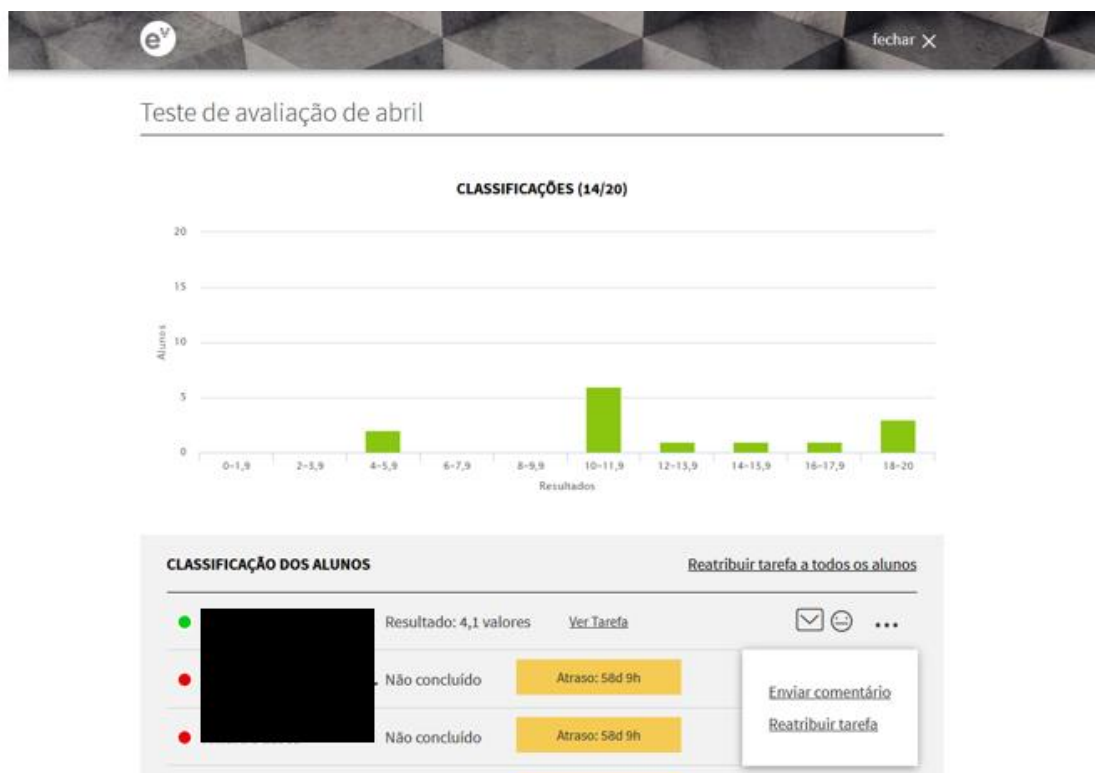 ev
fechar ×
Teste de avaliação de abril
CLASSIFICAÇÕES (14/20)
20
15
10
5
0
Alunos
0-1,9 2-3,9 4-5,9 6-7,9 8-9,9 10-11,9 12-13,9 14-15,9 16-17,9 18-20
Resultados
CLASSIFICAÇÃO DOS ALUNOS Reatribuir tarefa a todos os alunos
Resultado: 4,1 valores Ver Tarefa ...
Não concluído Atraso: 58d 9h
Enviar comentário
Reatribuir tarefa
Não concluído Atraso: 58d 9h